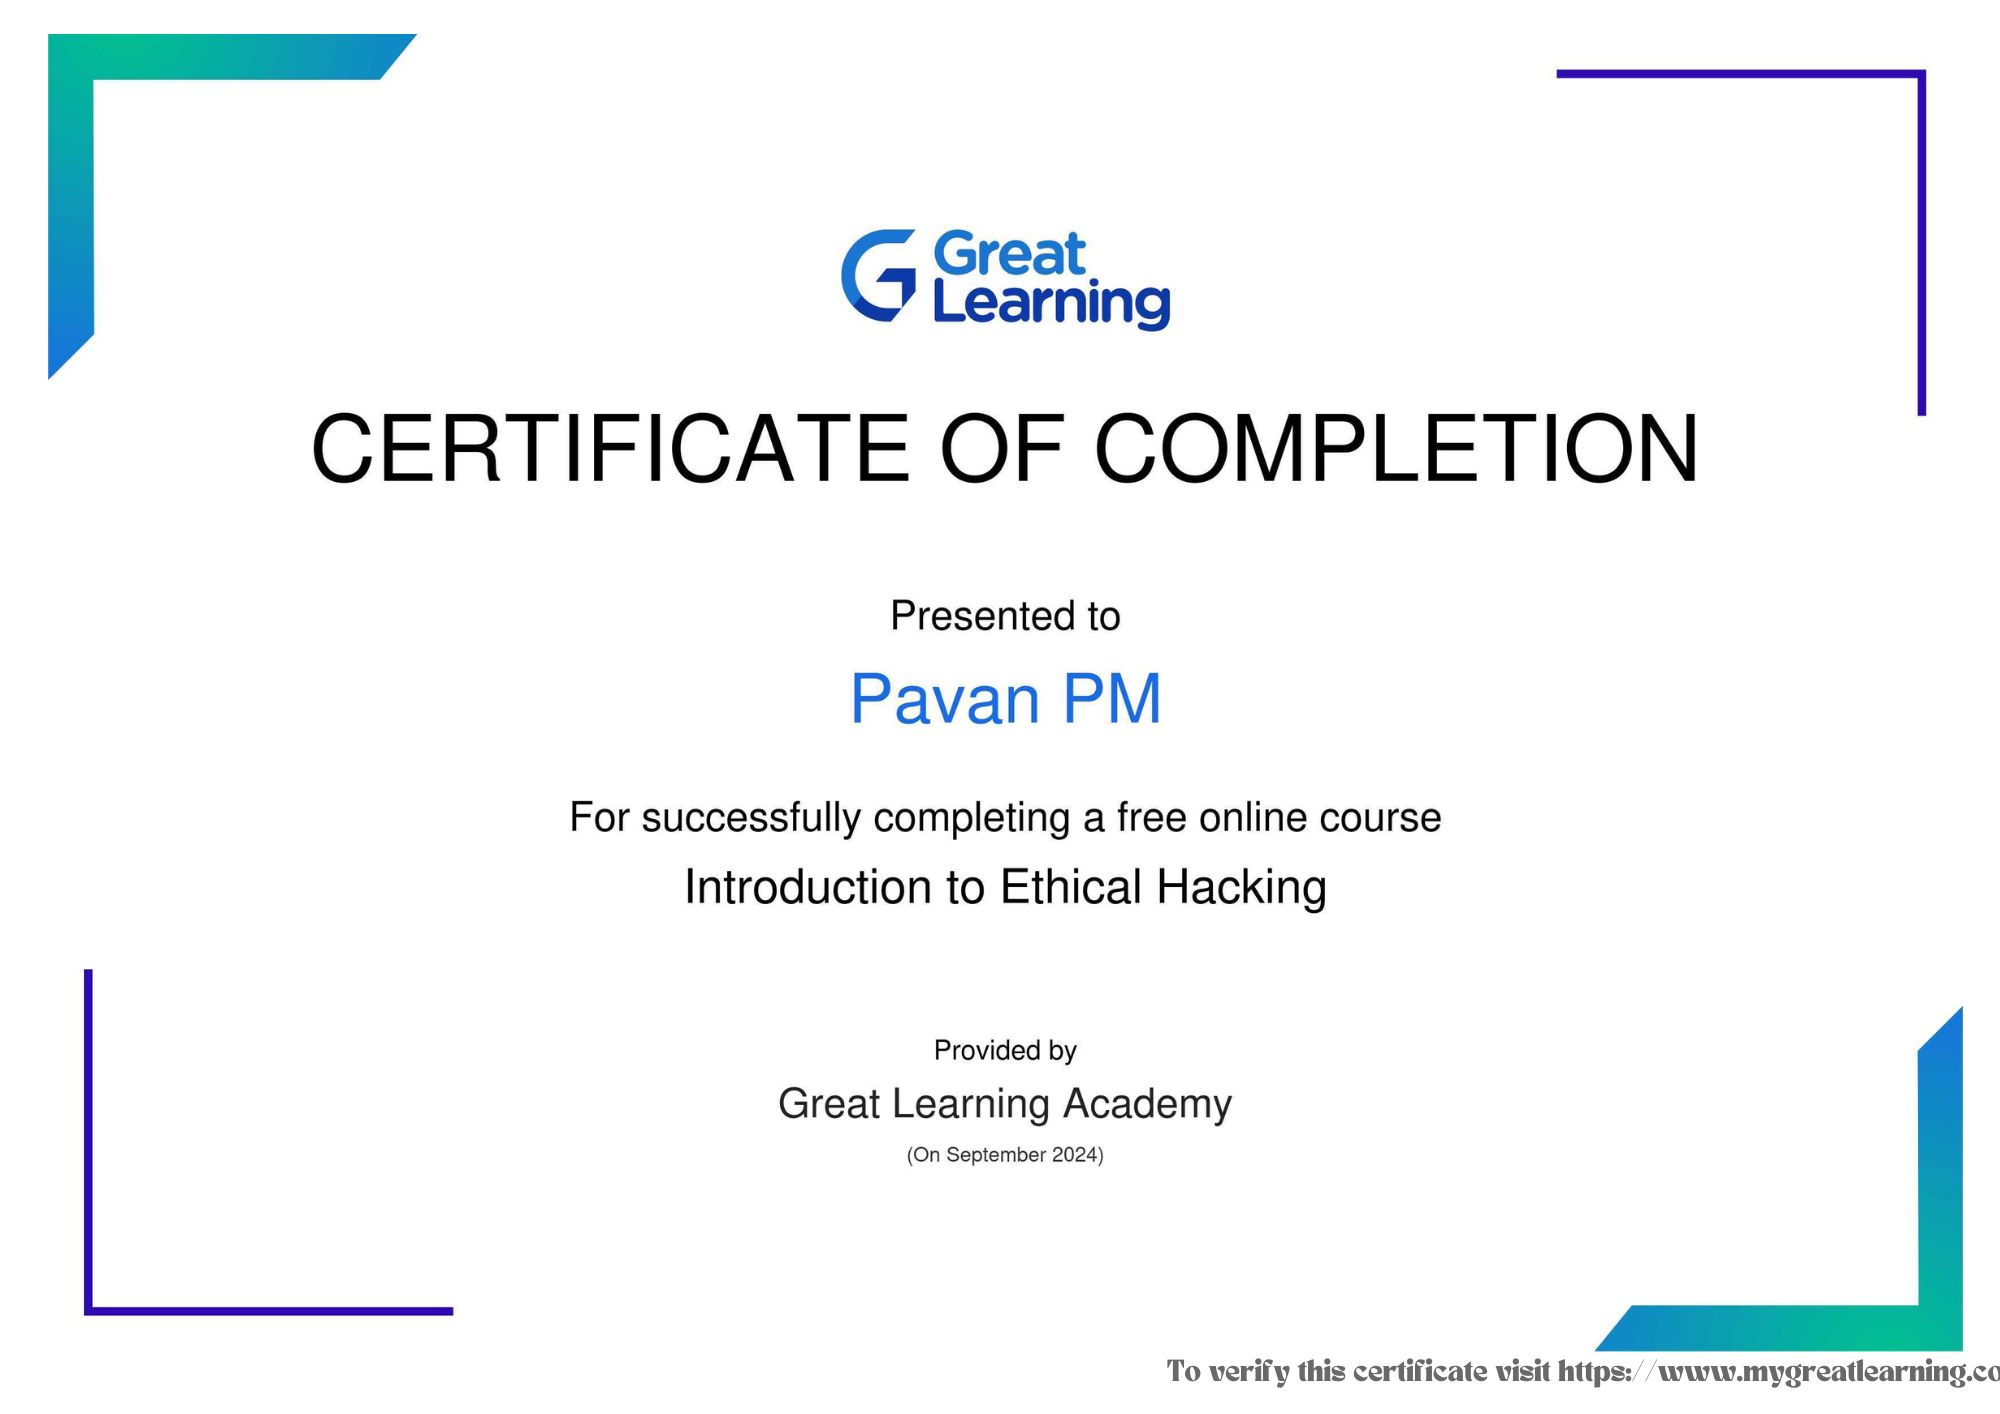 Great
Learning
CERTIFICATE OF COMPLETION
Presented to
Pavan PM
For successfully completing a free online course
Introduction to Ethical Hacking
Provided by
Great Learning Academy
(On September 2024)
To verify this certificate visit https://www.mygreatlearning.co